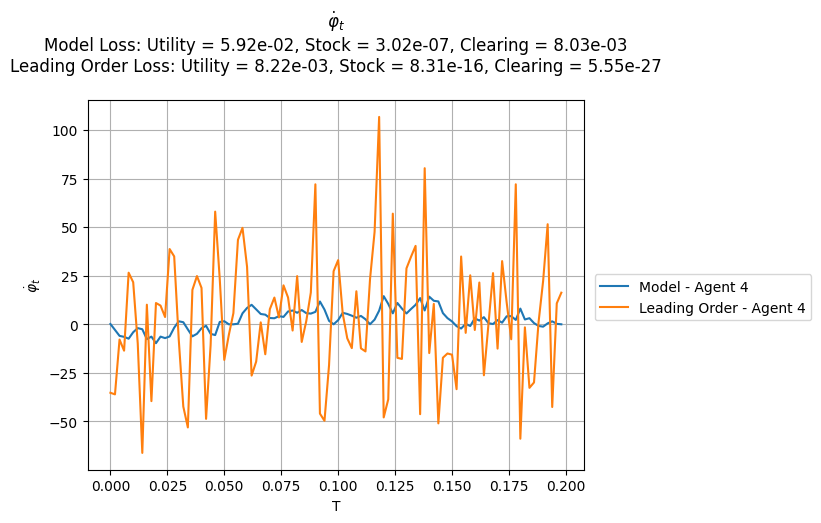 φ̇ₜ
Model Loss: Utility = 5.92e-02, Stock = 3.02e-07, Clearing = 8.03e-03
Leading Order Loss: Utility = 8.22e-03, Stock = 8.31e-16, Clearing = 5.55e-27
100
75
50
25
0
−25
−50
φ̇ₜ
0.000 0.025 0.050 0.075 0.100 0.125 0.150 0.175 0.200
T
Model - Agent 4
Leading Order - Agent 4